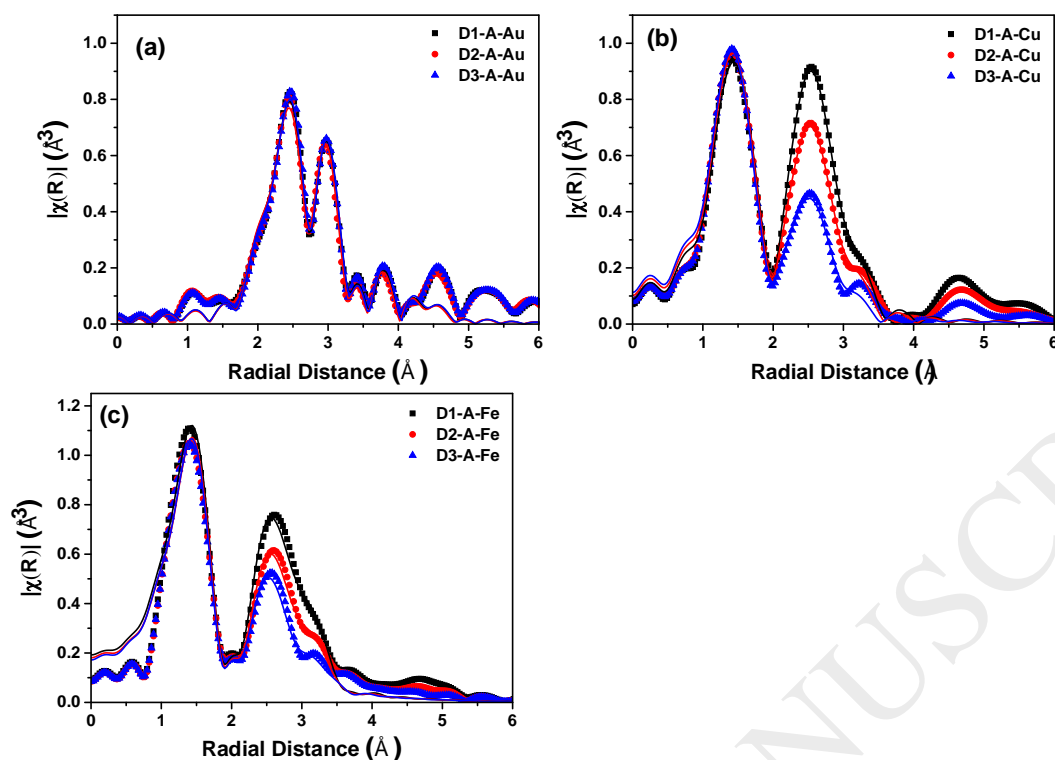 (a)
D1-A-Au
D2-A-Au
D3-A-Au
|χ(R)| (Å³)
1.0
0.8
0.6
0.4
0.2
0.0
0 1 2 3 4 5 6
Radial Distance (Å)
(b)
D1-A-Cu
D2-A-Cu
D3-A-Cu
|χ(R)| (Å³)
1.0
0.8
0.6
0.4
0.2
0.0
0 1 2 3 4 5 6
Radial Distance (Å)
(c)
D1-A-Fe
D2-A-Fe
D3-A-Fe
|χ(R)| (Å³)
1.2
1.0
0.8
0.6
0.4
0.2
0.0
0 1 2 3 4 5 6
Radial Distance (Å)
NUSC